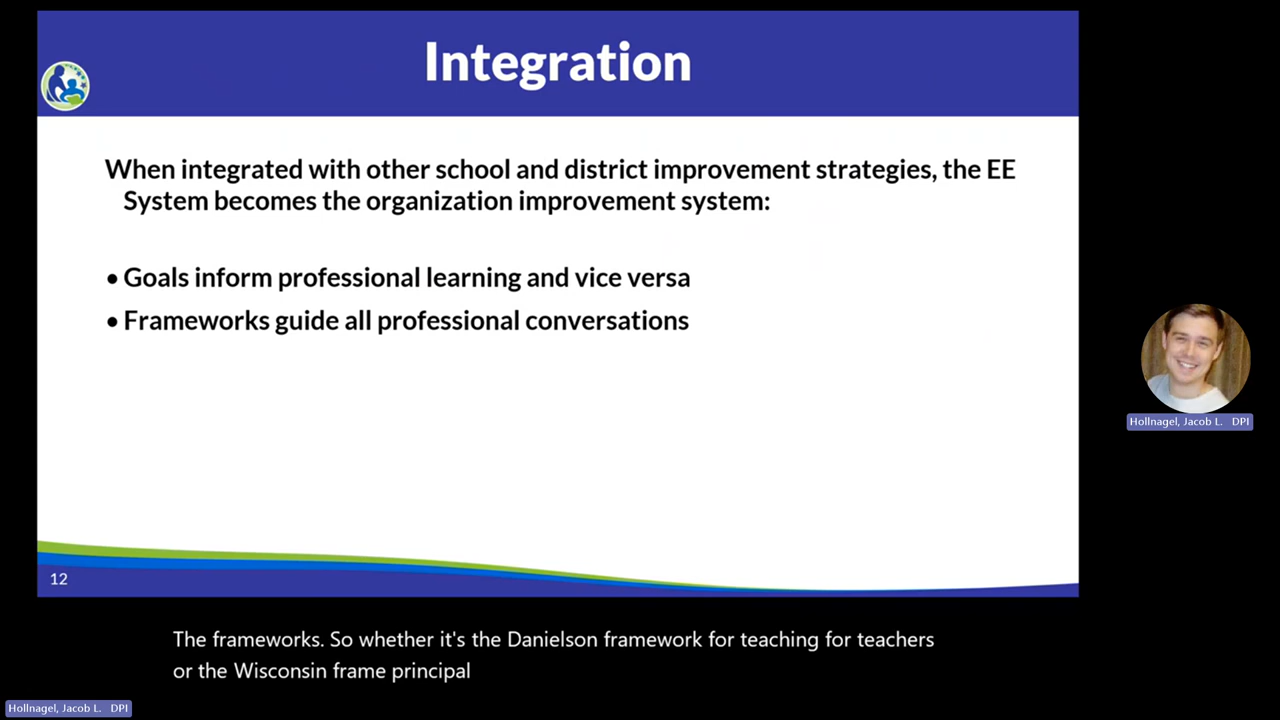 Integration
When integrated with other school and district improvement strategies, the EE
System becomes the organization improvement system:
• Goals inform professional learning and vice versa
• Frameworks guide all professional conversations
Hollnagel, Jacob L. DPI
12
The frameworks. So whether it's the Danielson framework for teaching for teachers
or the Wisconsin frame principal
Hollnagel, Jacob L. DPI